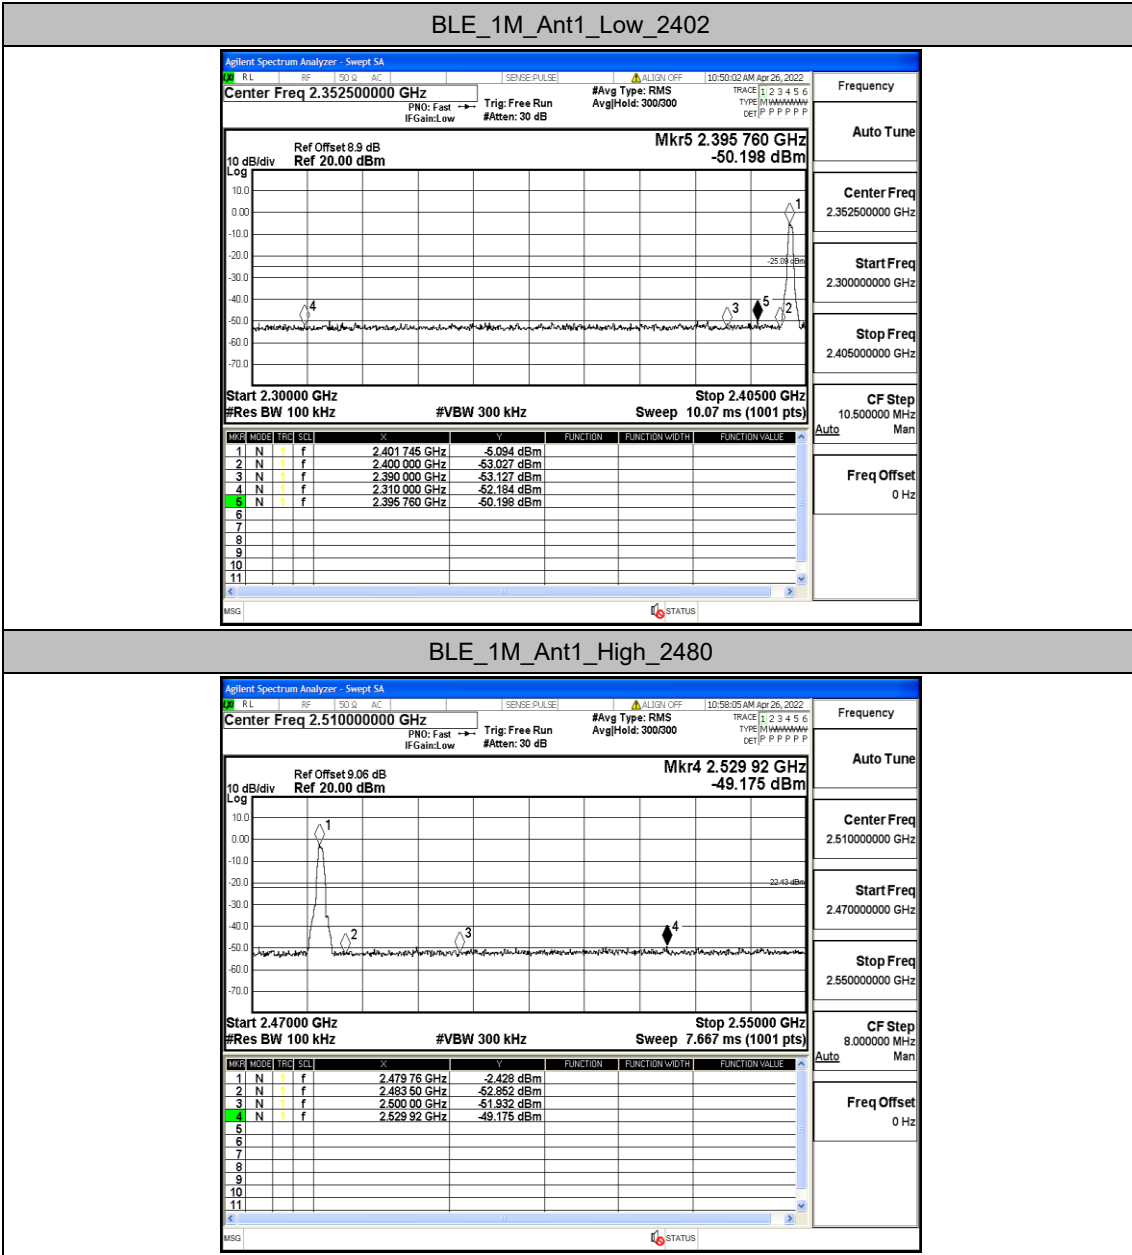 BLE_1M_Ant1_Low_2402
Agilent Spectrum Analyzer - Swept SA
RL RF 50 Ω AC SENSE:PULSE ALIGN OFF 10:50:02 AM Apr 26, 2022
Center Freq 2.352500000 GHz
PNO: Fast
IFGain:Low
Trig: Free Run
#Atten: 30 dB
#Avg Type: RMS
Avg|Hold: 300/300
TRACE 1 2 3 4 5 6
TYPE M WWWWW
DET P P P P P P
Frequency
Auto Tune
Mkr5 2.395 760 GHz
-50.198 dBm
Ref Offset 8.9 dB
10 dB/div Ref 20.00 dBm
Log
10.0
0.00
-10.0
-20.0
-30.0
-40.0
-50.0
-60.0
-70.0
1
-25.09 dBm
4
3
5
2
Start 2.30000 GHz Stop 2.40500 GHz
#Res BW 100 kHz #VBW 300 kHz Sweep 10.07 ms (1001 pts)
Center Freq
2.352500000 GHz
Start Freq
2.300000000 GHz
Stop Freq
2.405000000 GHz
CF Step
10.500000 MHz
Auto Man
Freq Offset
0 Hz
MKR MODE TRC SCL X Y FUNCTION FUNCTION WIDTH FUNCTION VALUE
1 N 1 f 2.401 745 GHz -5.094 dBm
2 N 1 f 2.400 000 GHz -53.027 dBm
3 N 1 f 2.390 000 GHz -53.127 dBm
4 N 1 f 2.310 000 GHz -52.184 dBm
5 N 1 f 2.395 760 GHz -50.198 dBm
6
7
8
9
10
11
MSG STATUS
BLE_1M_Ant1_High_2480
Agilent Spectrum Analyzer - Swept SA
RL RF 50 Ω AC SENSE:PULSE ALIGN OFF 10:58:05 AM Apr 26, 2022
Center Freq 2.510000000 GHz
PNO: Fast
IFGain:Low
Trig: Free Run
#Atten: 30 dB
#Avg Type: RMS
Avg|Hold: 300/300
TRACE 1 2 3 4 5 6
TYPE M WWWWW
DET P P P P P P
Frequency
Auto Tune
Mkr4 2.529 92 GHz
-49.175 dBm
Ref Offset 9.06 dB
10 dB/div Ref 20.00 dBm
Log
10.0
0.00
-10.0
-20.0
-30.0
-40.0
-50.0
-60.0
-70.0
1
22.43 dBm
2
3
4
Start 2.47000 GHz Stop 2.55000 GHz
#Res BW 100 kHz #VBW 300 kHz Sweep 7.667 ms (1001 pts)
Center Freq
2.510000000 GHz
Start Freq
2.470000000 GHz
Stop Freq
2.550000000 GHz
CF Step
8.000000 MHz
Auto Man
Freq Offset
0 Hz
MKR MODE TRC SCL X Y FUNCTION FUNCTION WIDTH FUNCTION VALUE
1 N 1 f 2.479 76 GHz -2.428 dBm
2 N 1 f 2.483 50 GHz -52.852 dBm
3 N 1 f 2.500 00 GHz -51.932 dBm
4 N 1 f 2.529 92 GHz -49.175 dBm
5
6
7
8
9
10
11
MSG STATUS